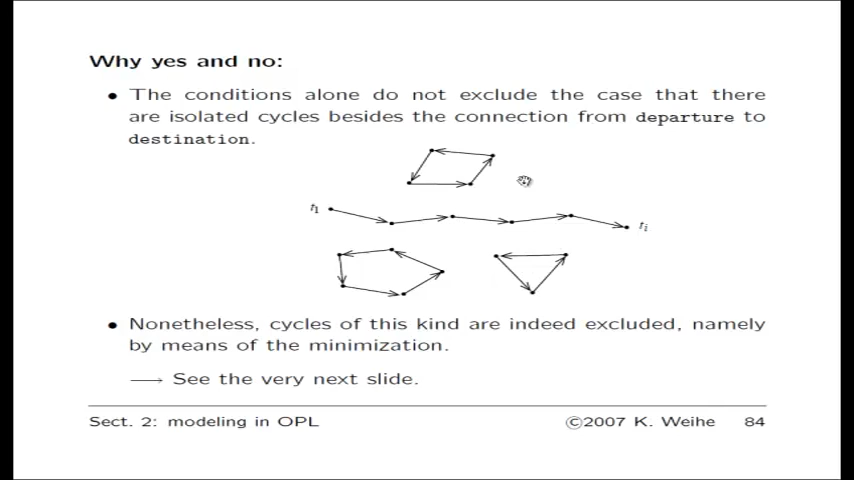 Why yes and no:
• The conditions alone do not exclude the case that there
are isolated cycles besides the connection from departure to
destination.
t1
ti
• Nonetheless, cycles of this kind are indeed excluded, namely
by means of the minimization.
⟶ See the very next slide.
Sect. 2: modeling in OPL ©2007 K. Weihe 84